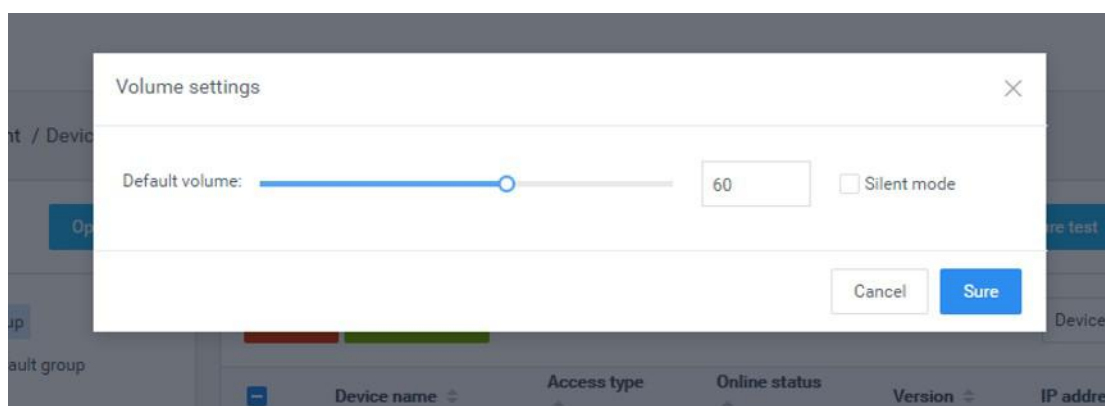 Volume settings
nt / Devic
Default volume:
60
Silent mode
Op
re test
Cancel
Sure
up
Device
ault group
Device name
Access type
Online status
Version
IP addre